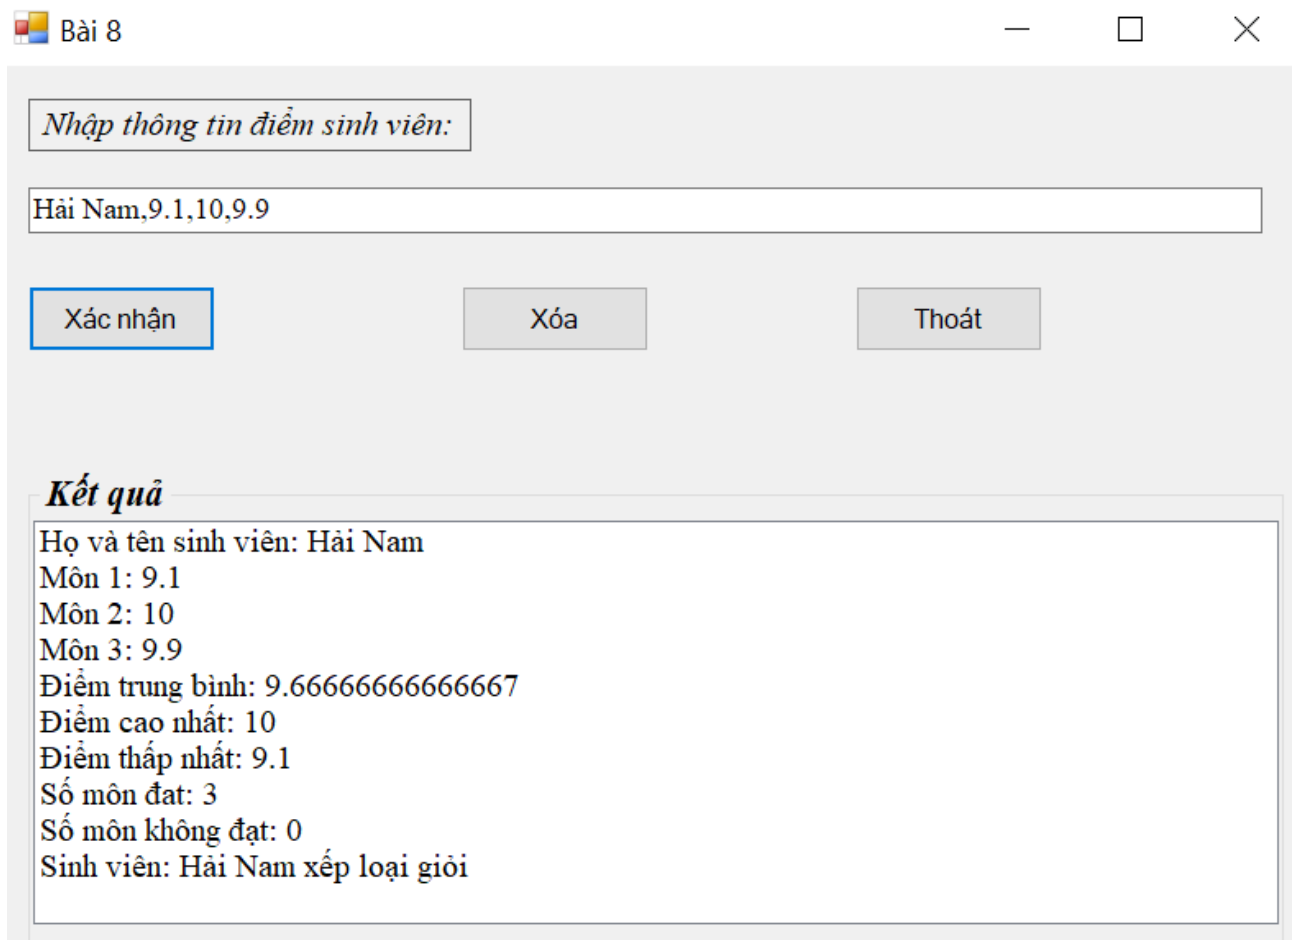 Bài 8
Nhập thông tin điểm sinh viên:
Hải Nam,9.1,10,9.9
Xác nhận
Xóa
Thoát
Kết quả
Họ và tên sinh viên: Hải Nam
Môn 1: 9.1
Môn 2: 10
Môn 3: 9.9
Điểm trung bình: 9.66666666666667
Điểm cao nhất: 10
Điểm thấp nhất: 9.1
Số môn đat: 3
Số môn không đạt: 0
Sinh viên: Hải Nam xếp loại giỏi